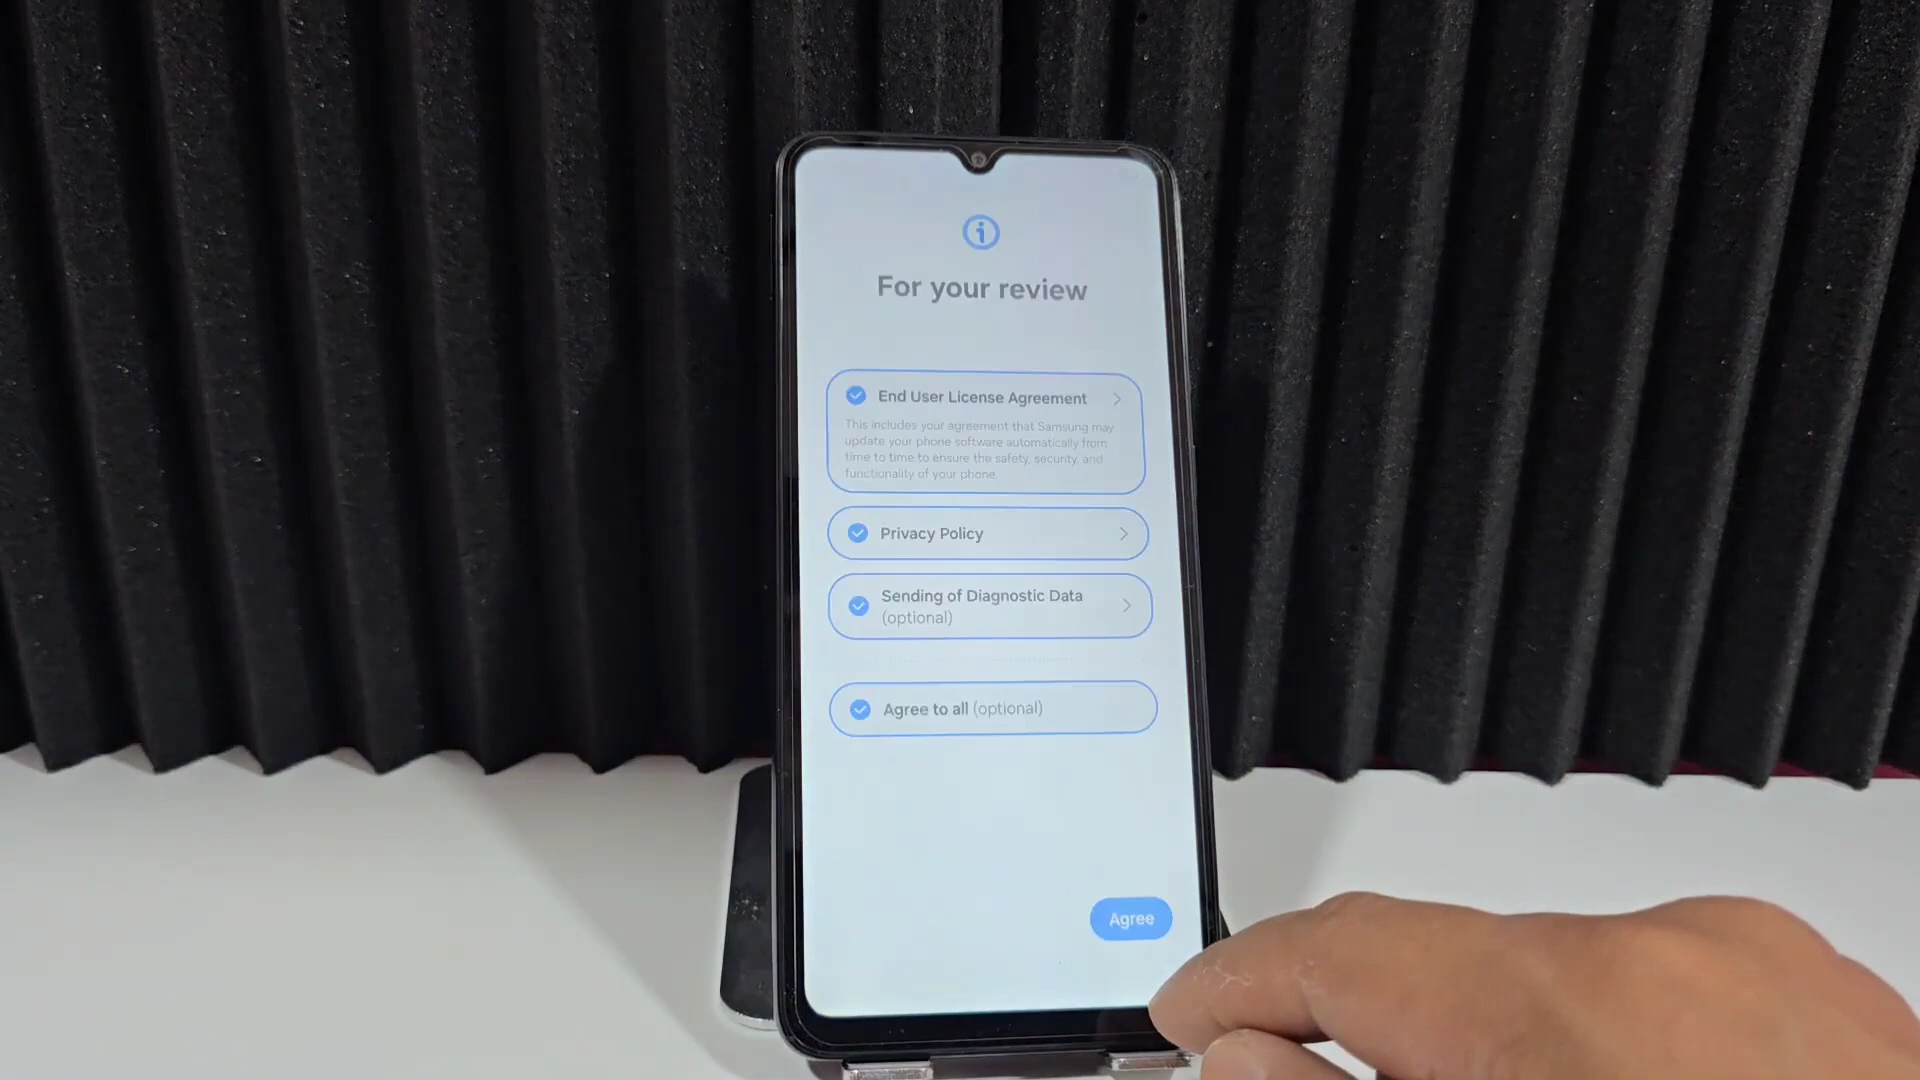 For your review
End User License Agreement
This includes your agreement that Samsung may
update your phone software automatically from
time to time to ensure the safety, security, and
functionality of your phone.
Privacy Policy
Sending of Diagnostic Data
(optional)
Agree to all (optional)
Agree